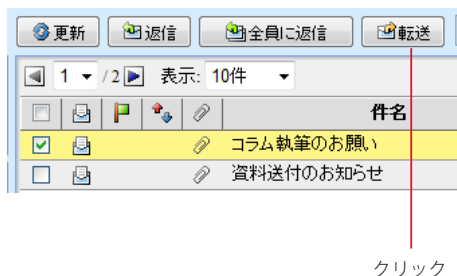 更新 返信 全員に返信 転送
1 / 2 表示: 10件
件名
コラム執筆のお願い
資料送付のお知らせ
クリック